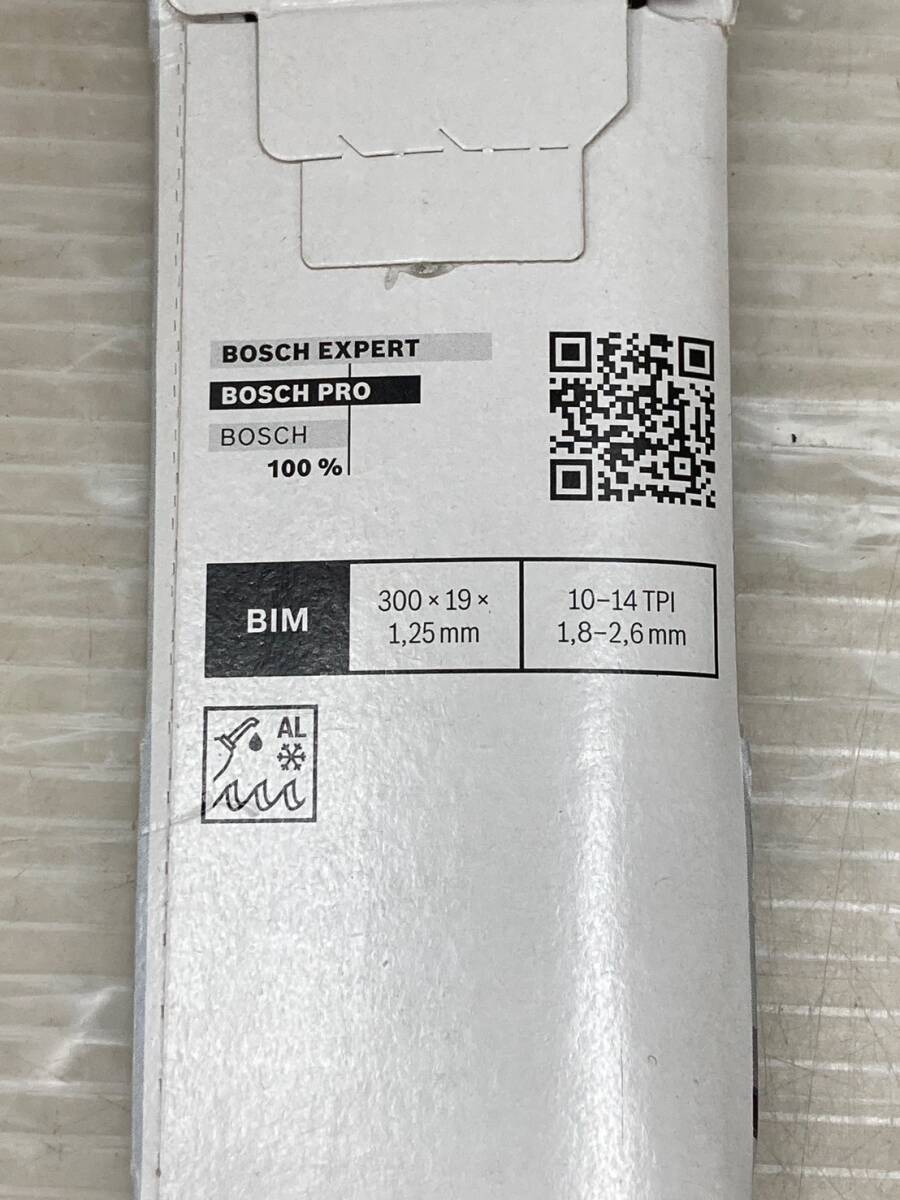 BOSCH EXPERT
BOSCH PRO
BOSCH
100 %
BIM
300 × 19 ×
1,25 mm
10–14 TPI
1,8–2,6 mm
AL